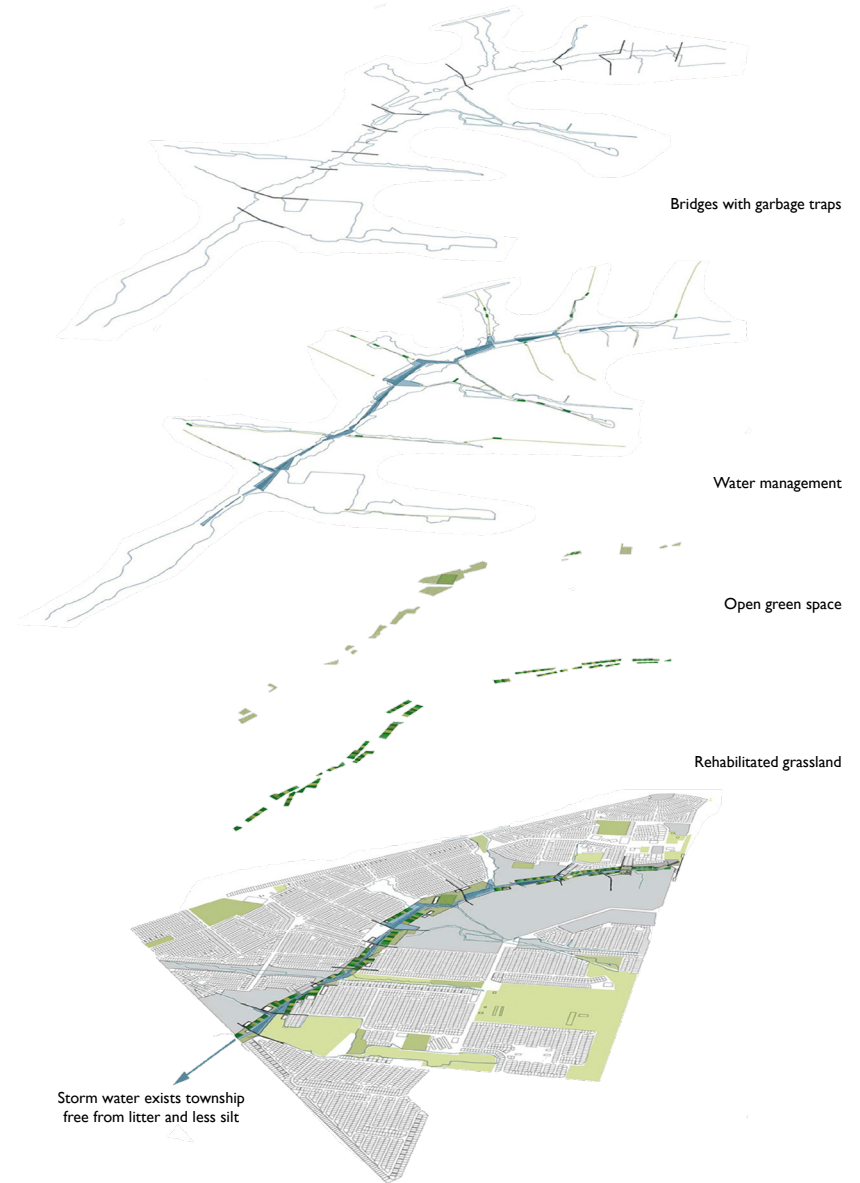 Bridges with garbage traps
Water management
Open green space
Rehabilitated grassland
Storm water exists township
free from litter and less silt